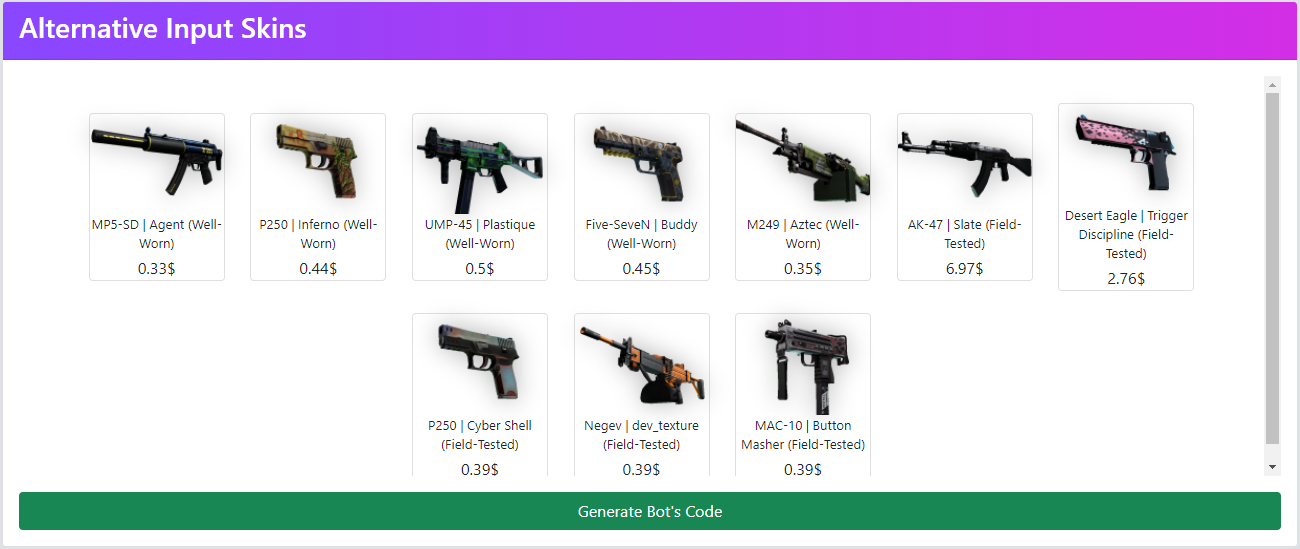 Alternative Input Skins
MP5-SD | Agent (Well-
Worn)
0.33$
P250 | Inferno (Well-
Worn)
0.44$
UMP-45 | Plastique
(Well-Worn)
0.5$
Five-SeveN | Buddy
(Well-Worn)
0.45$
M249 | Aztec (Well-
Worn)
0.35$
AK-47 | Slate (Field-
Tested)
6.97$
Desert Eagle | Trigger
Discipline (Field-
Tested)
2.76$
P250 | Cyber Shell
(Field-Tested)
0.39$
Negev | dev_texture
(Field-Tested)
0.39$
MAC-10 | Button
Masher (Field-Tested)
0.39$
Generate Bot's Code